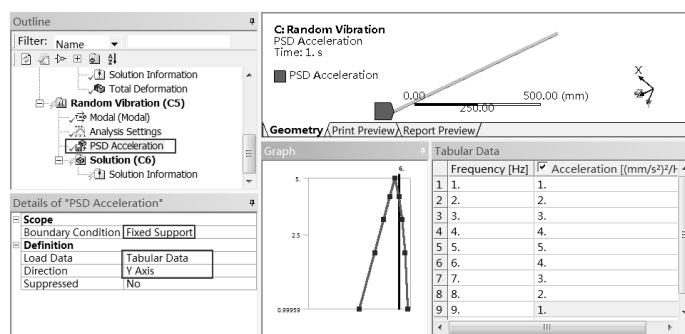 Outline
Filter: Name
Solution Information
Total Deformation
Random Vibration (C5)
Modal (Modal)
Analysis Settings
PSD Acceleration
Solution (C6)
Solution Information
Details of "PSD Acceleration"
Scope
Boundary Condition Fixed Support
Definition
Load Data Tabular Data
Direction Y Axis
Suppressed No
C: Random Vibration
PSD Acceleration
Time: 1. s
PSD Acceleration
0.00 500.00 (mm)
250.00
X
Geometry Print Preview Report Preview
Graph
6.
5.
2.5
0.99959
Tabular Data
Frequency [Hz] Acceleration [(mm/s²)²/H
1 1. 1.
2 2. 2.
3 3. 3.
4 4. 4.
5 5. 5.
6 6. 4.
7 7. 3.
8 8. 2.
9 9. 1.